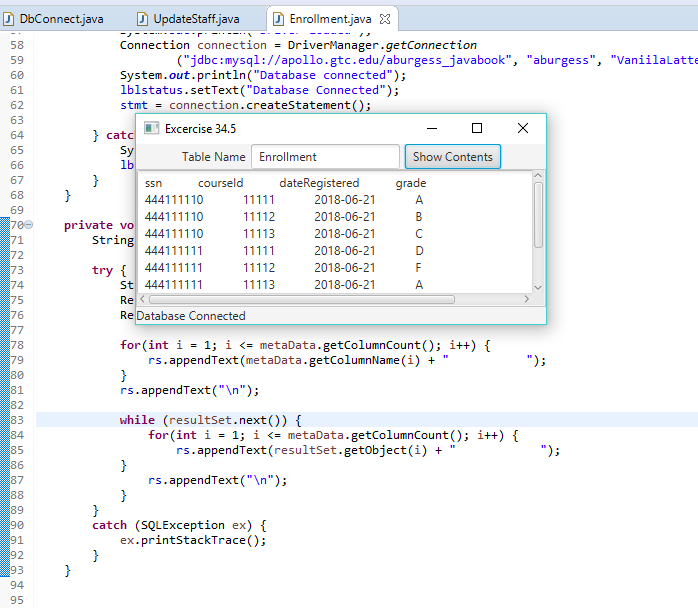 DbConnect.java UpdateStaff.java Enrollment.java
58 Connection connection = DriverManager.getConnection
59 ("jdbc:mysql://apollo.gtc.edu/aburgess_javabook", "aburgess", "VaniilaLatte
60 System.out.println("Database connected");
61 lblstatus.setText("Database Connected");
62 stmt = connection.createStatement();
63
64 } catc
65 Sy
66 lb
67 }
68 }
69
70 private vo
71 String
72
73 try {
74 St
75 Re
76 Re
Excercise 34.5
Table Name Enrollment Show Contents
ssn courseId dateRegistered grade
444111110 11111 2018-06-21 A
444111110 11112 2018-06-21 B
444111110 11113 2018-06-21 C
444111111 11111 2018-06-21 D
444111111 11112 2018-06-21 F
444111111 11113 2018-06-21 A
Database Connected
77
78 for(int i = 1; i <= metaData.getColumnCount(); i++) {
79 rs.appendText(metaData.getColumnName(i) + "           ");
80 }
81 rs.appendText("\n");
82
83 while (resultSet.next()) {
84 for(int i = 1; i <= metaData.getColumnCount(); i++) {
85 rs.appendText(resultSet.getObject(i) + "            ");
86 }
87 rs.appendText("\n");
88 }
89 }
90 catch (SQLException ex) {
91 ex.printStackTrace();
92 }
93 }
94
95